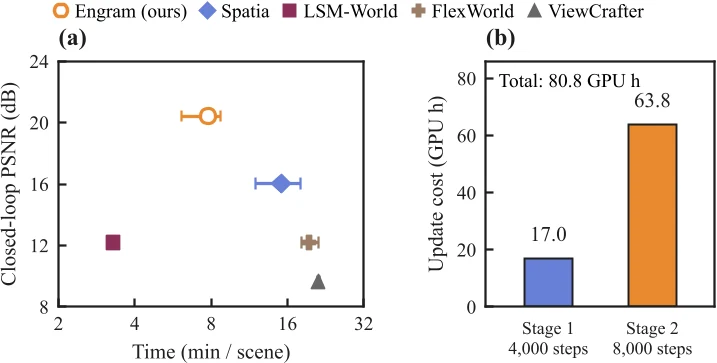 Engram (ours) Spatia LSM-World FlexWorld ViewCrafter
(a)
Closed-loop PSNR (dB)
24
20
16
12
8
2 4 8 16 32
Time (min / scene)
(b)
Update cost (GPU h)
80
60
40
20
0
Total: 80.8 GPU h
63.8
17.0
Stage 1 Stage 2
4,000 steps 8,000 steps